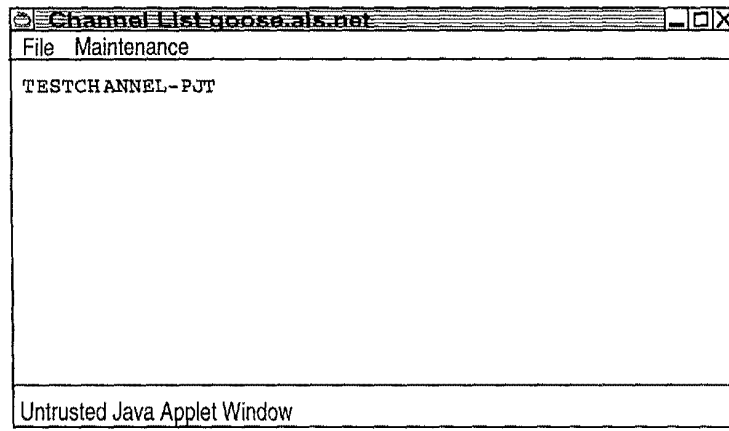 Channel List goose.als.net
File Maintenance
TESTCHANNEL-PJT
Untrusted Java Applet Window